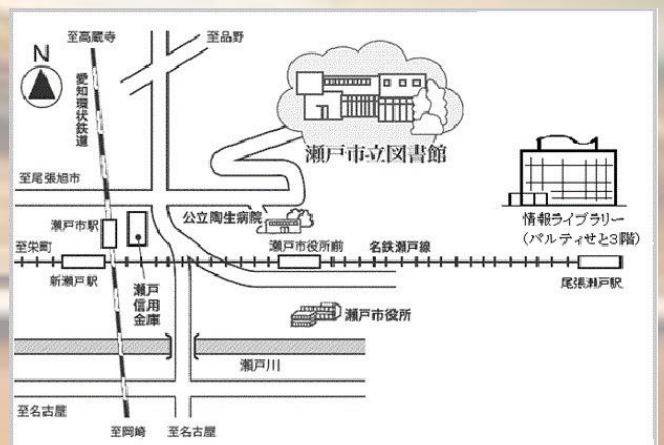 至高蔵寺
至品野
N
愛知環状鉄道
瀬戸市立図書館
至尾張旭市
公立陶生病院
情報ライブラリー
(パルティせと3階)
瀬戸市駅
至栄町
瀬戸市役所前
名鉄瀬戸線
新瀬戸駅
尾張瀬戸駅
瀬戸
信用
金庫
瀬戸市役所
瀬戸川
至名古屋
至岡崎
至名古屋